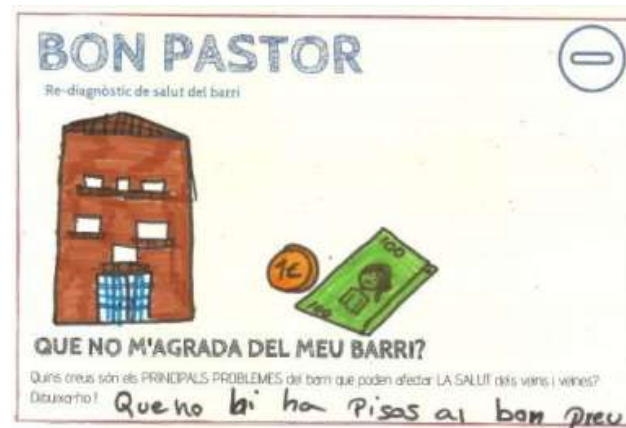 BON PASTOR
Re-diagnòstic de salut del barri
1€
100
100
QUE NO M'AGRADA DEL MEU BARRI?
Quins creus són els PRINCIPALS PROBLEMES del barri que poden afectar LA SALUT dels veïns i veïnes?
Dibuixa-ho! Que no hi ha Pisos al bon preu